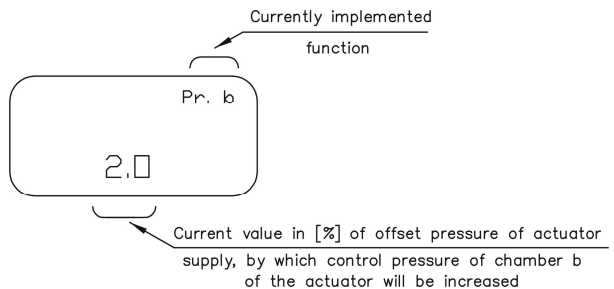 Currently implemented
function
Pr. b
2.0
Current value in [%] of offset pressure of actuator
supply, by which control pressure of chamber b
of the actuator will be increased